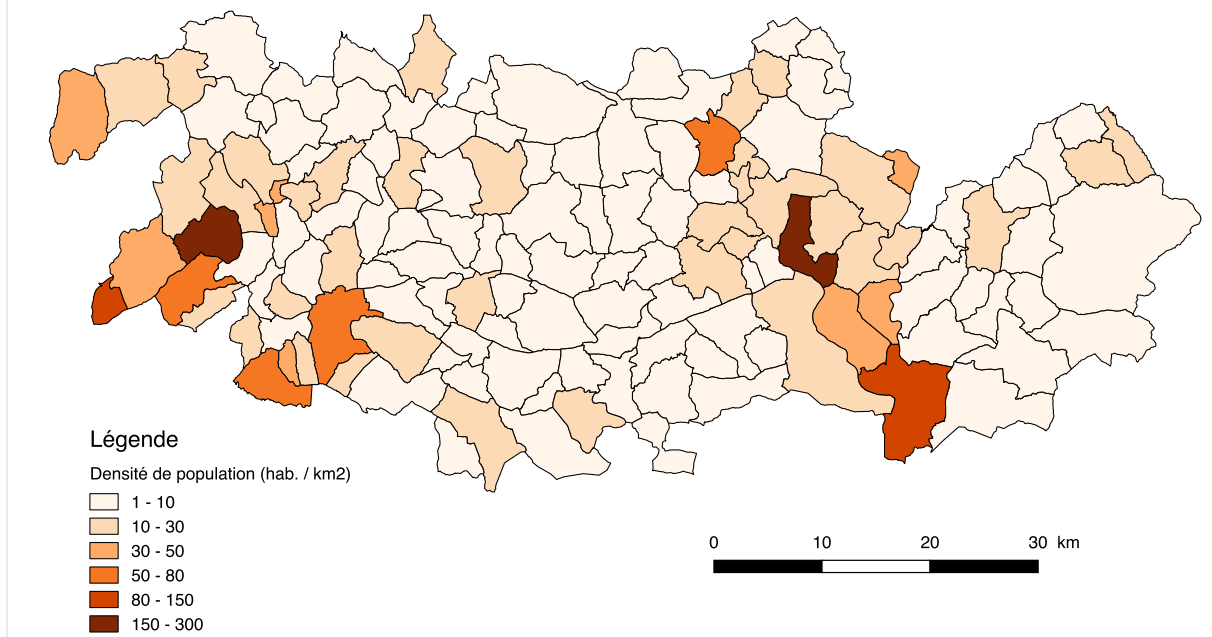 Légende
Densité de population (hab. / km2)
1 - 10
10 - 30
30 - 50
50 - 80
80 - 150
150 - 300
0 10 20 30 km